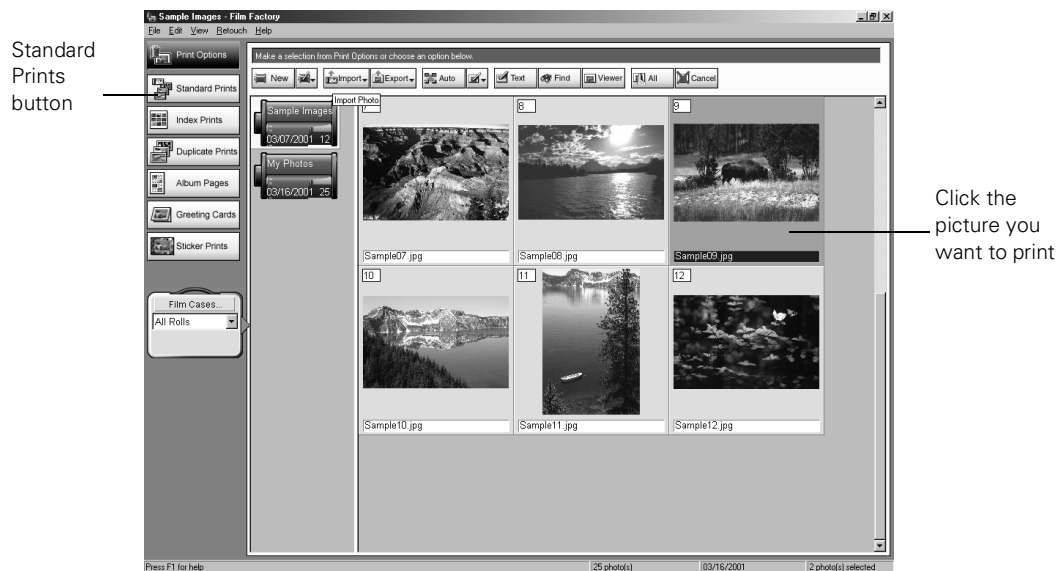 Standard
Prints
button
Sample Images - Film Factory
File Edit View Retouch Help
Print Options
Standard Prints
Index Prints
Duplicate Prints
Album Pages
Greeting Cards
Sticker Prints
Film Cases...
All Rolls
Make a selection from Print Options or choose an option below.
New Import Export Auto Text Find Viewer All Cancel
Import Photo
Sample Images
03/07/2001 12
My Photos
03/16/2001 25
7 8 9
Sample07.jpg Sample08.jpg Sample09.jpg
10 11 12
Sample10.jpg Sample11.jpg Sample12.jpg
Click the
picture you
want to print
Press F1 for help 25 photo(s) 03/16/2001 2 photo(s) selected